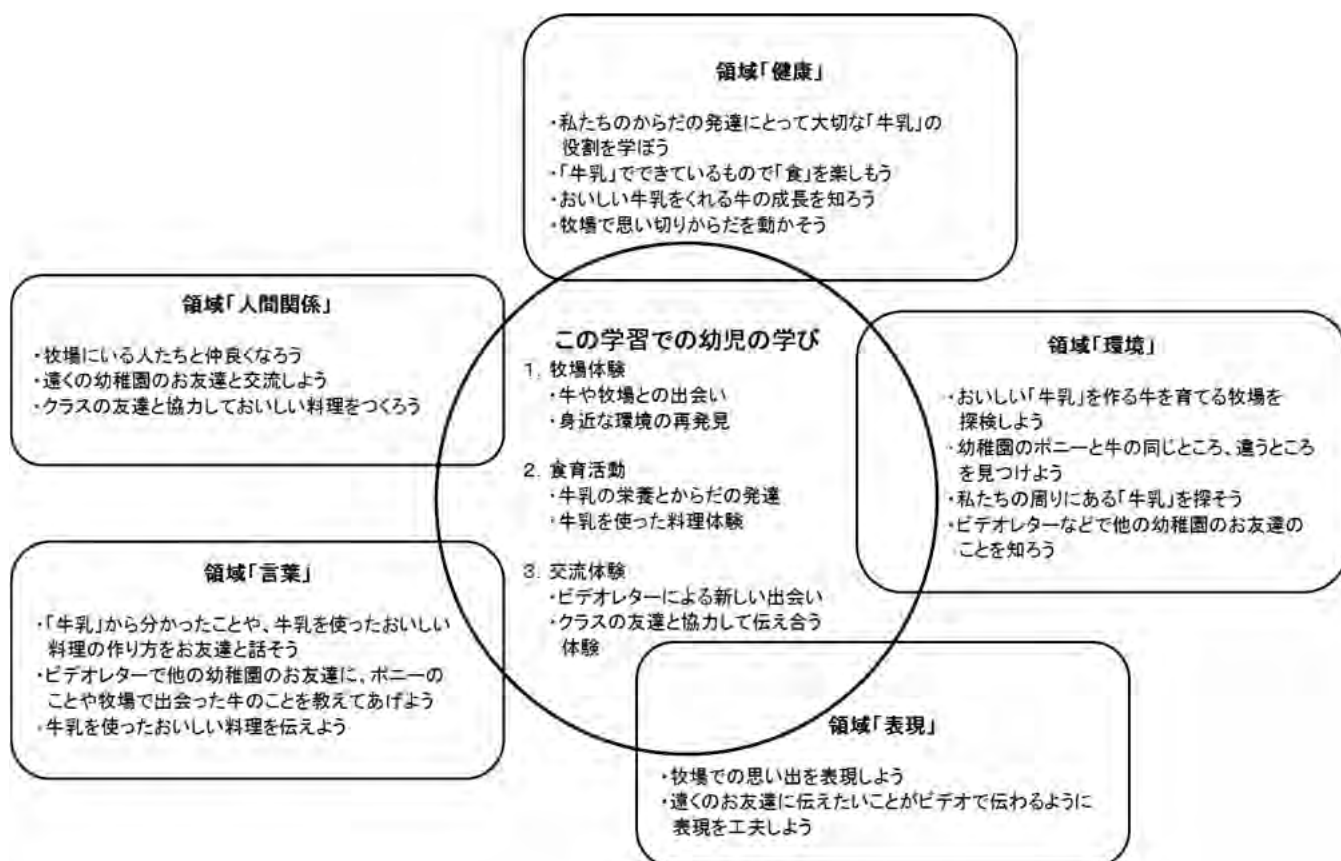 領域「健康」
・私たちのからだの発達にとって大切な「牛乳」の
役割を学ぼう
・「牛乳」でできているもので「食」を楽しもう
・おいしい牛乳をくれる牛の成長を知ろう
・牧場で思い切りからだを動かそう
領域「人間関係」
・牧場にいる人たちと仲良くなろう
・遠くの幼稚園のお友達と交流しよう
・クラスの友達と協力しておいしい料理をつくろう
この学習での幼児の学び
1. 牧場体験
・牛や牧場との出会い
・身近な環境の再発見
2. 食育活動
・牛乳の栄養とからだの発達
・牛乳を使った料理体験
3. 交流体験
・ビデオレターによる新しい出会い
・クラスの友達と協力して伝え合う
体験
領域「環境」
・おいしい「牛乳」を作る牛を育てる牧場を
探検しよう
・幼稚園のポニーと牛の同じところ、違うところ
を見つけよう
・私たちの周りにある「牛乳」を探そう
・ビデオレターなどで他の幼稚園のお友達の
ことを知ろう
領域「言葉」
・「牛乳」から分かったことや、牛乳を使ったおいしい
料理の作り方をお友達と話そう
・ビデオレターで他の幼稚園のお友達に、ポニーの
ことや牧場で出会った牛のことを教えてあげよう
・牛乳を使ったおいしい料理を伝えよう
領域「表現」
・牧場での思い出を表現しよう
・遠くのお友達に伝えたいことがビデオで伝わるように
表現を工夫しよう